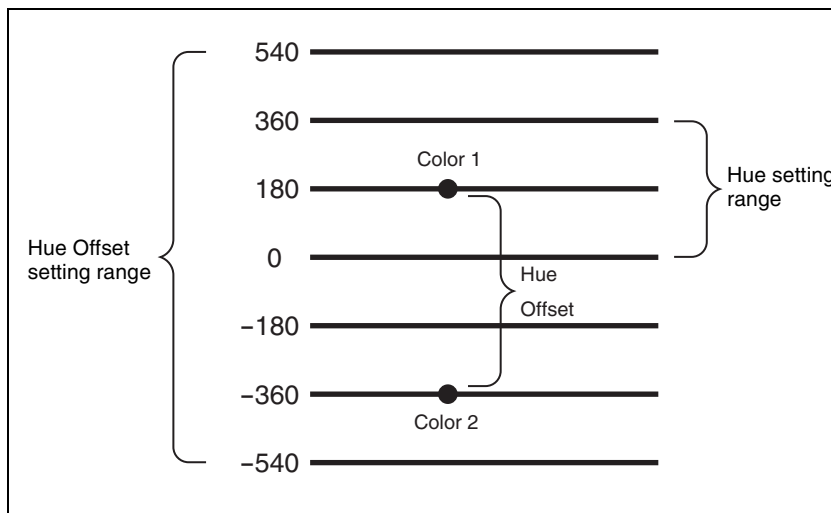 540
360
Color 1
180
Hue setting
range
Hue Offset
setting range
0
Hue
Offset
−180
−360
Color 2
−540